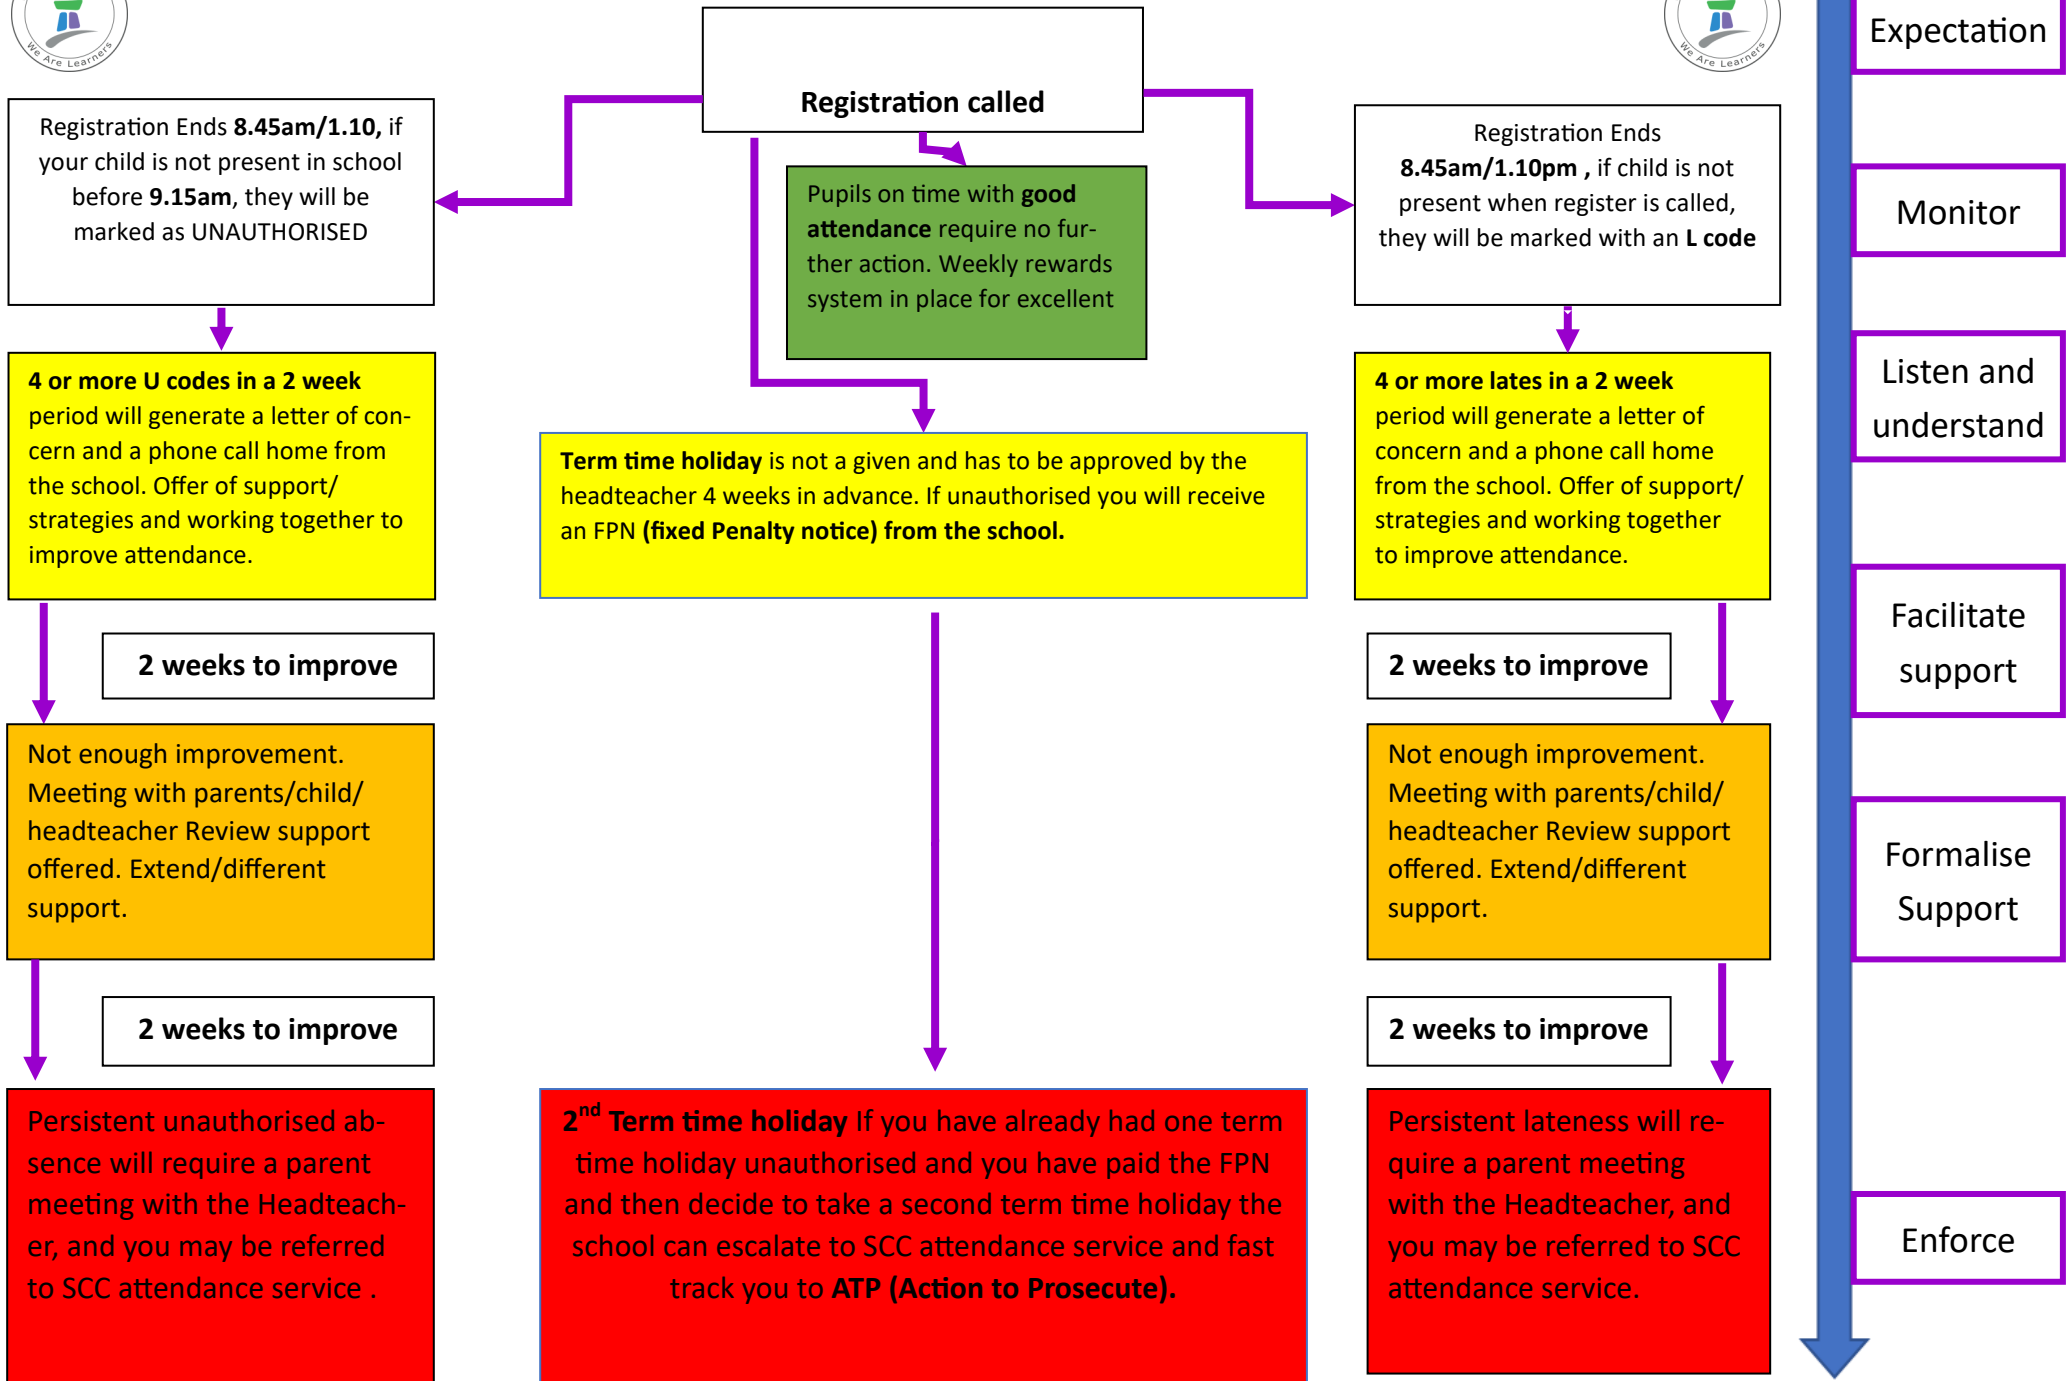 We Are Learners
Registration called
We Are Learners
Registration Ends 8.45am/1.10, if
your child is not present in school
before 9.15am, they will be
marked as UNAUTHORISED
Pupils on time with good
attendance require no fur-
ther action. Weekly rewards
system in place for excellent
Registration Ends
8.45am/1.10pm , if child is not
present when register is called,
they will be marked with an L code
4 or more U codes in a 2 week
period will generate a letter of con-
cern and a phone call home from
the school. Offer of support/
strategies and working together to
improve attendance.
Term time holiday is not a given and has to be approved by the
headteacher 4 weeks in advance. If unauthorised you will receive
an FPN (fixed Penalty notice) from the school.
4 or more lates in a 2 week
period will generate a letter of
concern and a phone call home
from the school. Offer of support/
strategies and working together
to improve attendance.
2 weeks to improve
2 weeks to improve
Not enough improvement.
Meeting with parents/child/
headteacher Review support
offered. Extend/different
support.
Not enough improvement.
Meeting with parents/child/
headteacher Review support
offered. Extend/different
support.
2 weeks to improve
2 weeks to improve
Persistent unauthorised ab-
sence will require a parent
meeting with the Headteach-
er, and you may be referred
to SCC attendance service .
2nd Term time holiday If you have already had one term
time holiday unauthorised and you have paid the FPN
and then decide to take a second term time holiday the
school can escalate to SCC attendance service and fast
track you to ATP (Action to Prosecute).
Persistent lateness will re-
quire a parent meeting
with the Headteacher, and
you may be referred to SCC
attendance service.
Expectation
Monitor
Listen and
understand
Facilitate
support
Formalise
Support
Enforce